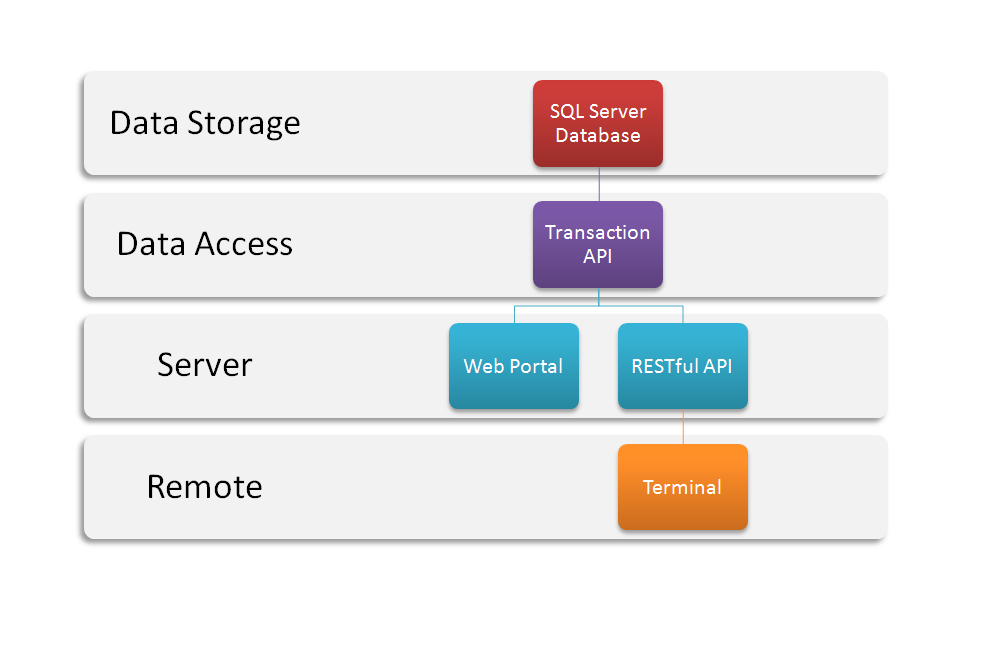 Data Storage
SQL Server
Database
Data Access
Transaction
API
Server
Web Portal
RESTful API
Remote
Terminal